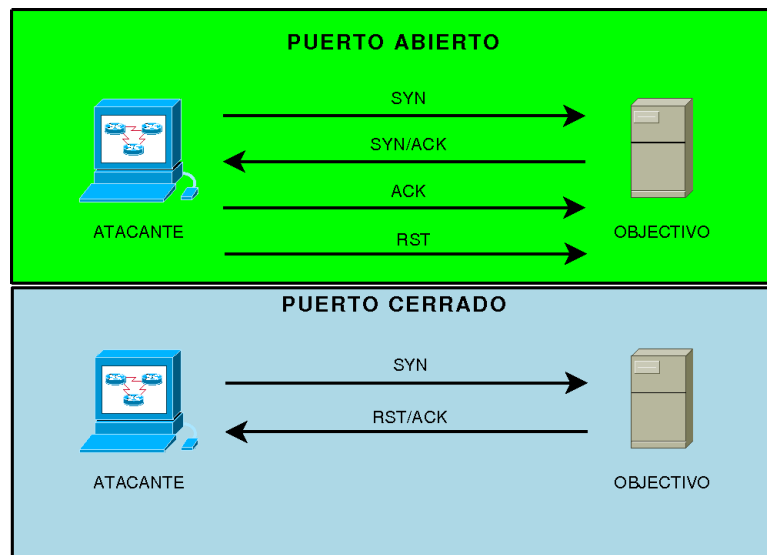 PUERTO ABIERTO
SYN
SYN/ACK
ACK
RST
ATACANTE
OBJECTIVO
PUERTO CERRADO
SYN
RST/ACK
ATACANTE
OBJECTIVO